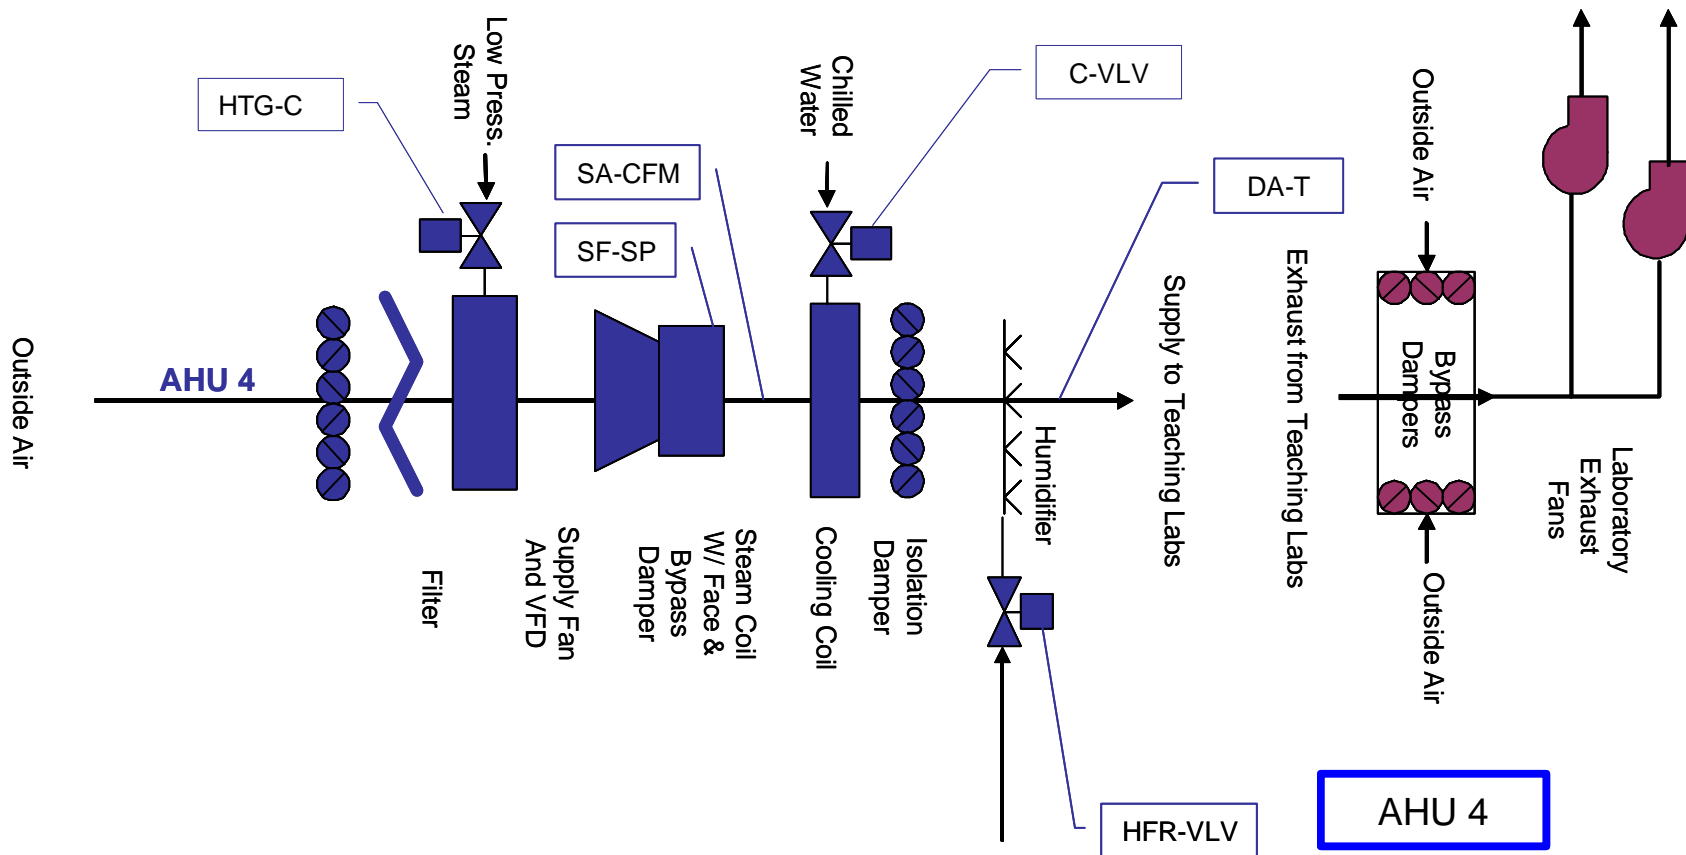 Low Press.
Steam
HTG-C
Chilled
Water
C-VLV
Outside Air
SA-CFM
SF-SP
DA-T
Outside Air
AHU 4
Supply to Teaching Labs
Exhaust from Teaching Labs
Bypass
Dampers
Laboratory
Exhaust
Fans
Filter
Supply Fan
And VFD
Steam Coil
W/ Face &
Bypass
Damper
Cooling Coil
Isolation
Damper
Humidifier
Outside Air
HFR-VLV
AHU 4